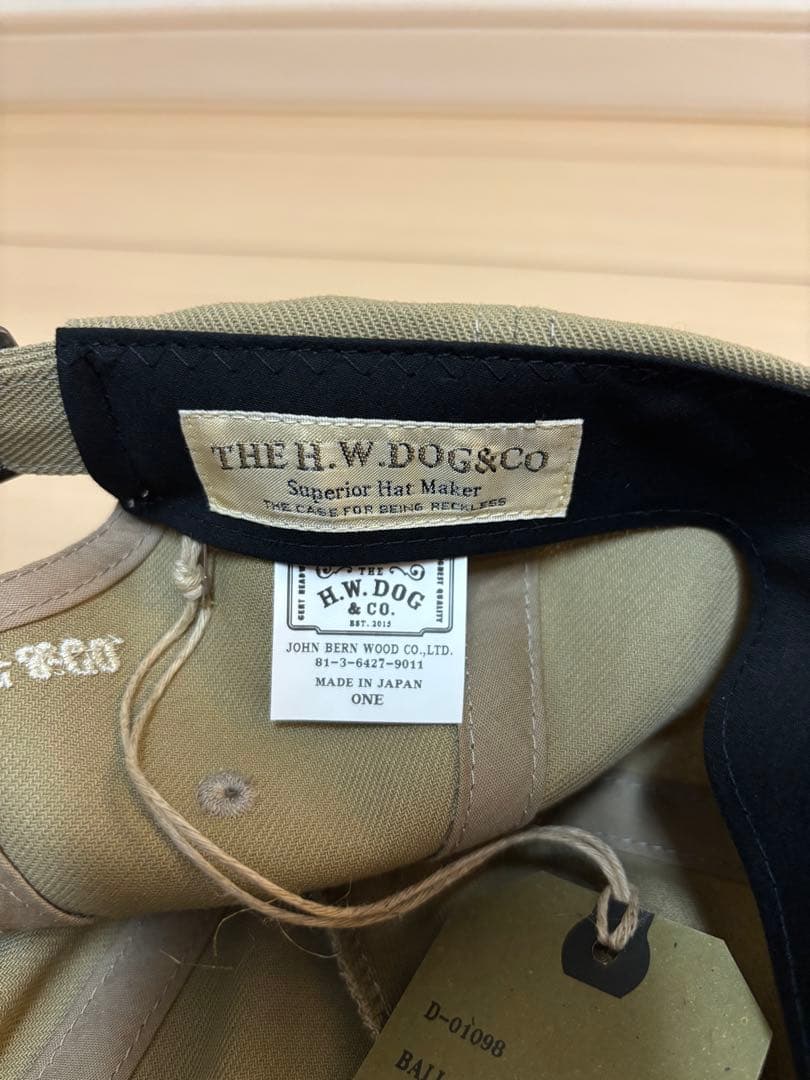 THE H.W.DOG&CO
Superior Hat Maker
THE CASE FOR BEING RECKLESS
THE
H.W.DOG
& CO.
EST. 2015
JOHN BERN WOOD CO.,LTD.
81-3-6427-9011
MADE IN JAPAN
ONE
D-01098